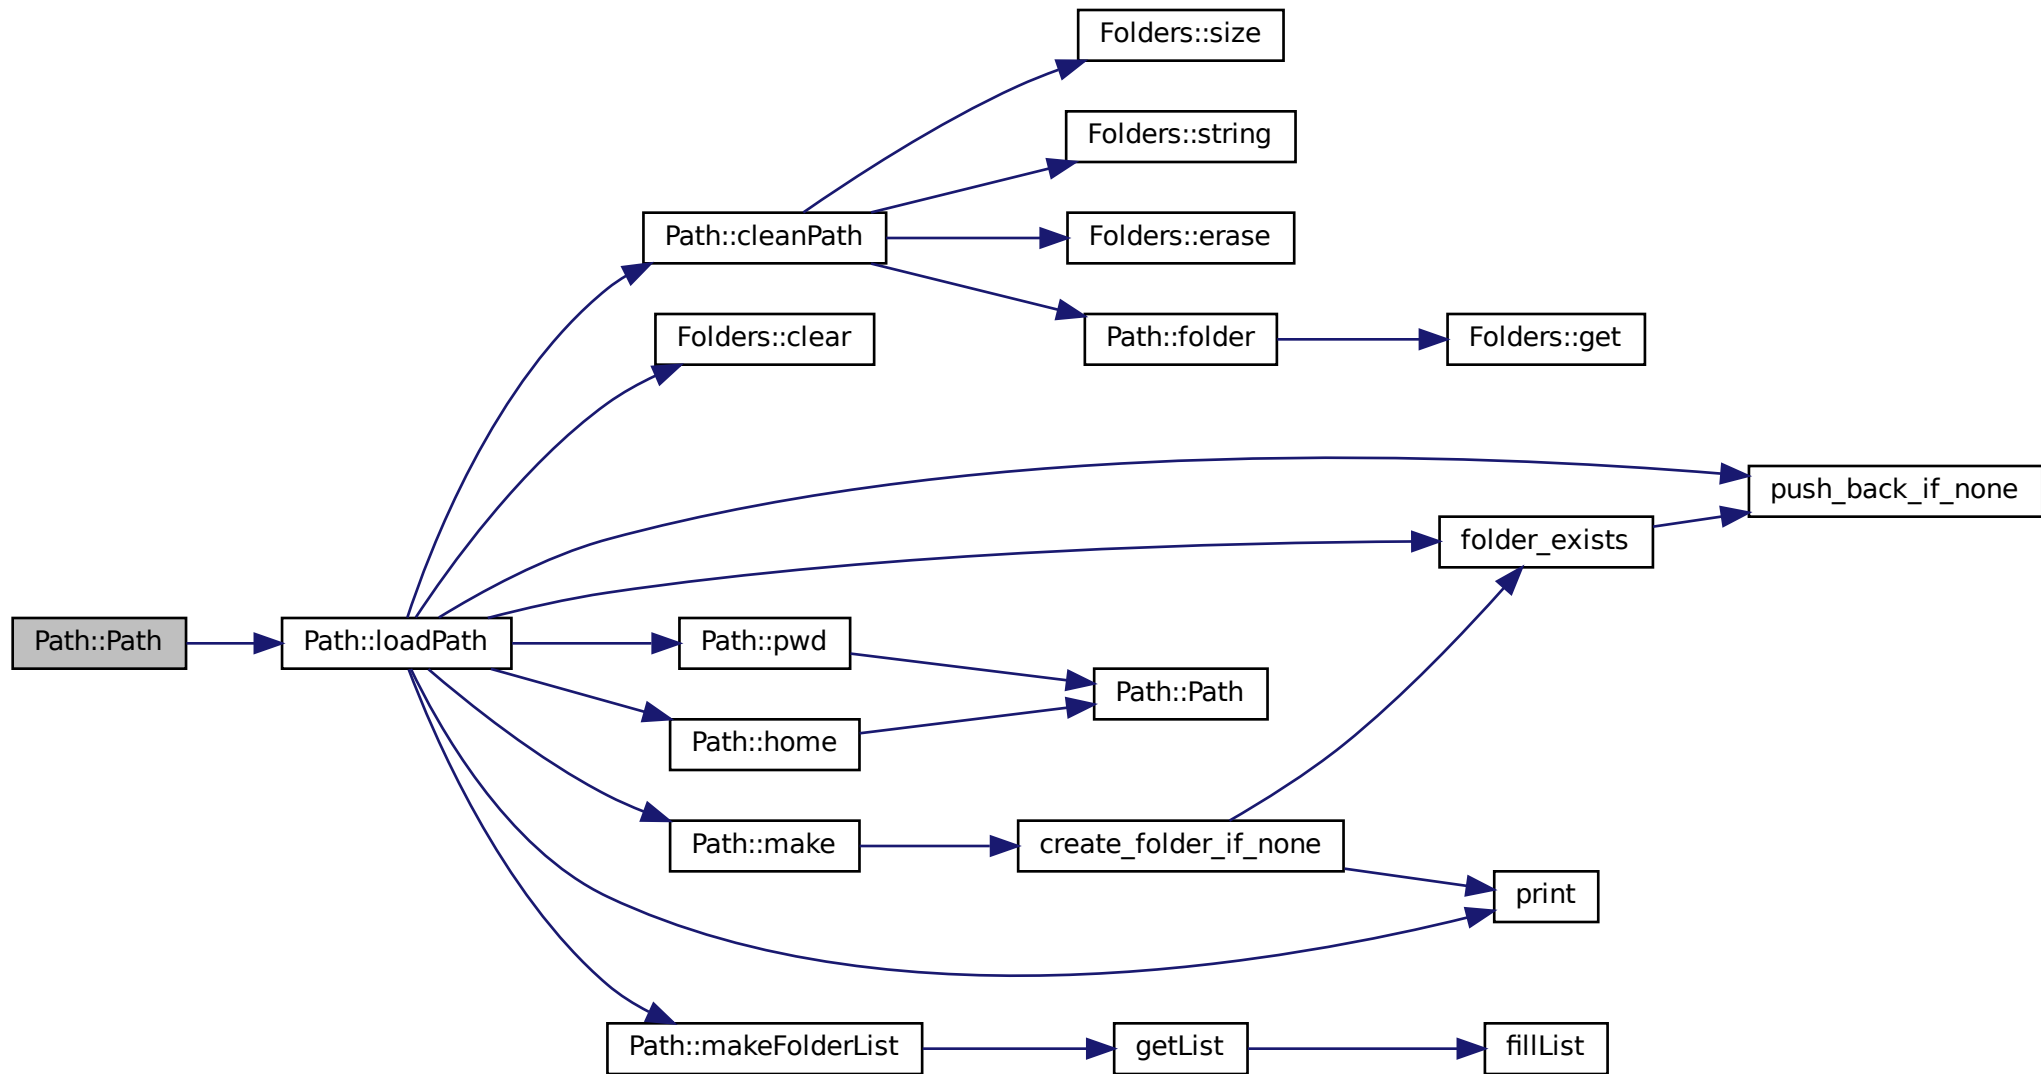 Folders::size
Folders::string
Path::cleanPath
Folders::erase
Folders::clear
Path::folder
Folders::get
push_back_if_none
folder_exists
Path::Path
Path::loadPath
Path::pwd
Path::Path
Path::home
Path::make
create_folder_if_none
print
Path::makeFolderList
getList
fillList